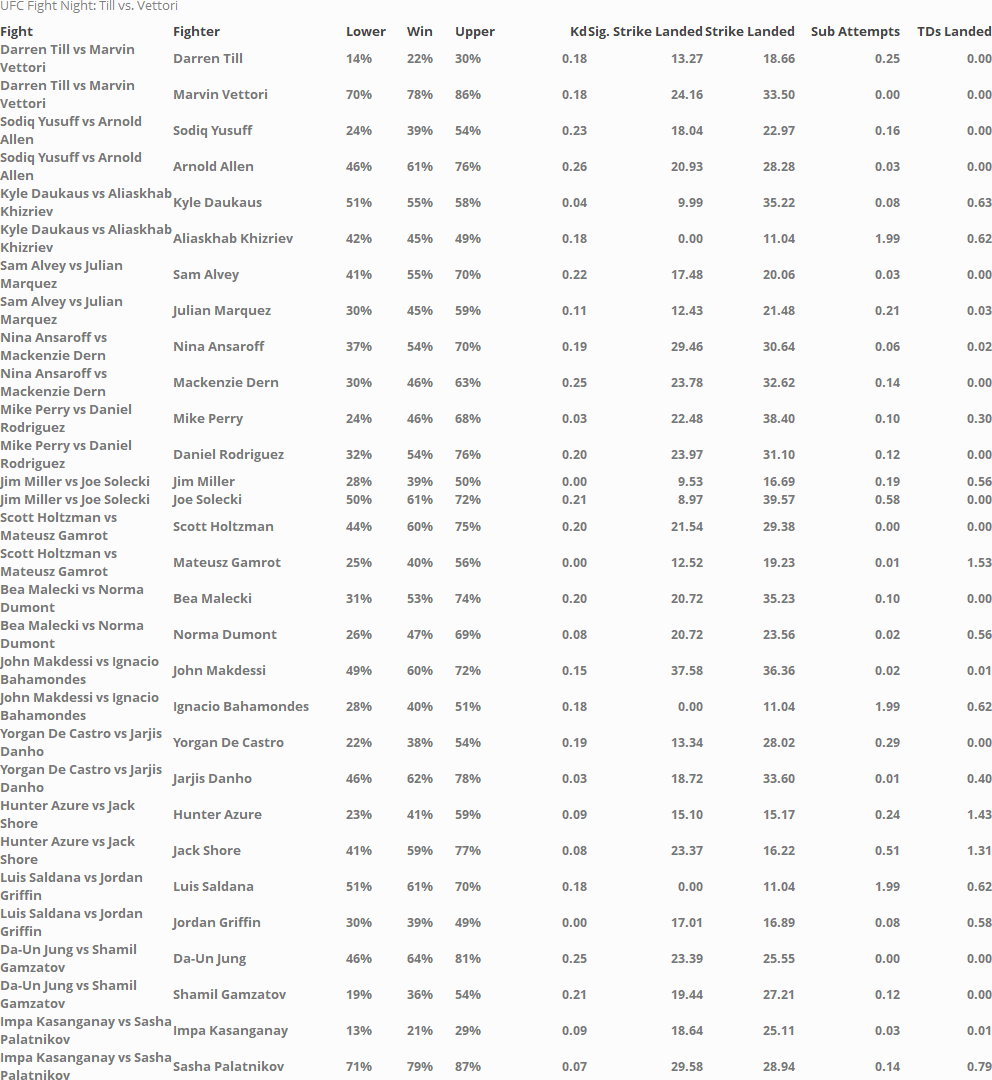 UFC Fight Night: Till vs. Vettori
Fight Fighter Lower Win Upper Kd Sig. Strike Landed Strike Landed Sub Attempts TDs Landed
Darren Till vs Marvin
Vettori Darren Till 14% 22% 30% 0.18 13.27 18.66 0.25 0.00
Darren Till vs Marvin
Vettori Marvin Vettori 70% 78% 86% 0.18 24.16 33.50 0.00 0.00
Sodiq Yusuff vs Arnold
Allen Sodiq Yusuff 24% 39% 54% 0.23 18.04 22.97 0.16 0.00
Sodiq Yusuff vs Arnold
Allen Arnold Allen 46% 61% 76% 0.26 20.93 28.28 0.03 0.00
Kyle Daukaus vs Aliaskhab
Khizriev Kyle Daukaus 51% 55% 58% 0.04 9.99 35.22 0.08 0.63
Kyle Daukaus vs Aliaskhab
Khizriev Aliaskhab Khizriev 42% 45% 49% 0.18 0.00 11.04 1.99 0.62
Sam Alvey vs Julian
Marquez Sam Alvey 41% 55% 70% 0.22 17.48 20.06 0.03 0.00
Sam Alvey vs Julian
Marquez Julian Marquez 30% 45% 59% 0.11 12.43 21.48 0.21 0.03
Nina Ansaroff vs
Mackenzie Dern Nina Ansaroff 37% 54% 70% 0.19 29.46 30.64 0.06 0.02
Nina Ansaroff vs
Mackenzie Dern Mackenzie Dern 30% 46% 63% 0.25 23.78 32.62 0.14 0.00
Mike Perry vs Daniel
Rodriguez Mike Perry 24% 46% 68% 0.03 22.48 38.40 0.10 0.30
Mike Perry vs Daniel
Rodriguez Daniel Rodriguez 32% 54% 76% 0.20 23.97 31.10 0.12 0.00
Jim Miller vs Joe Solecki Jim Miller 28% 39% 50% 0.00 9.53 16.69 0.19 0.56
Jim Miller vs Joe Solecki Joe Solecki 50% 61% 72% 0.21 8.97 39.57 0.58 0.00
Scott Holtzman vs
Mateusz Gamrot Scott Holtzman 44% 60% 75% 0.20 21.54 29.38 0.00 0.00
Scott Holtzman vs
Mateusz Gamrot Mateusz Gamrot 25% 40% 56% 0.00 12.52 19.23 0.01 1.53
Bea Malecki vs Norma
Dumont Bea Malecki 31% 53% 74% 0.20 20.72 35.23 0.10 0.00
Bea Malecki vs Norma
Dumont Norma Dumont 26% 47% 69% 0.08 20.72 23.56 0.02 0.56
John Makdessi vs Ignacio
Bahamondes John Makdessi 49% 60% 72% 0.15 37.58 36.36 0.02 0.01
John Makdessi vs Ignacio
Bahamondes Ignacio Bahamondes 28% 40% 51% 0.18 0.00 11.04 1.99 0.62
Yorgan De Castro vs Jarjis
Danho Yorgan De Castro 22% 38% 54% 0.19 13.34 28.02 0.29 0.00
Yorgan De Castro vs Jarjis
Danho Jarjis Danho 46% 62% 78% 0.03 18.72 33.60 0.01 0.40
Hunter Azure vs Jack
Shore Hunter Azure 23% 41% 59% 0.09 15.10 15.17 0.24 1.43
Hunter Azure vs Jack
Shore Jack Shore 41% 59% 77% 0.08 23.37 16.22 0.51 1.31
Luis Saldana vs Jordan
Griffin Luis Saldana 51% 61% 70% 0.18 0.00 11.04 1.99 0.62
Luis Saldana vs Jordan
Griffin Jordan Griffin 30% 39% 49% 0.00 17.01 16.89 0.08 0.58
Da-Un Jung vs Shamil
Gamzatov Da-Un Jung 46% 64% 81% 0.25 23.39 25.55 0.00 0.00
Da-Un Jung vs Shamil
Gamzatov Shamil Gamzatov 19% 36% 54% 0.21 19.44 27.21 0.12 0.00
Impa Kasanganay vs Sasha
Palatnikov Impa Kasanganay 13% 21% 29% 0.09 18.64 25.11 0.03 0.01
Impa Kasanganay vs Sasha
Palatnikov Sasha Palatnikov 71% 79% 87% 0.07 29.58 28.94 0.14 0.79